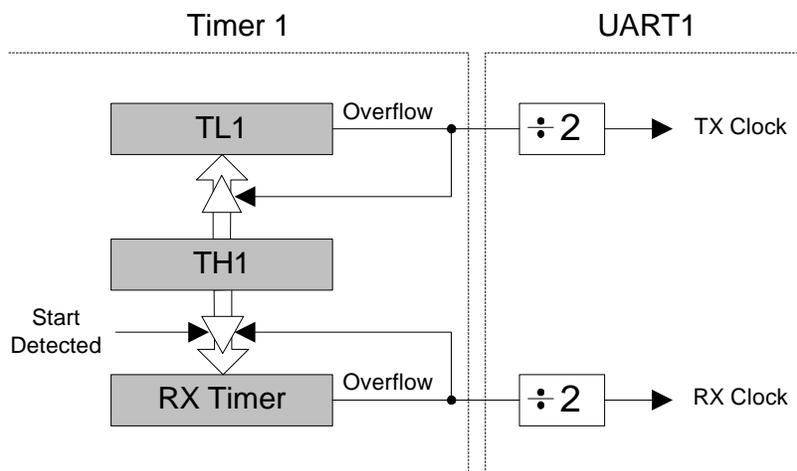 Timer 1
UART1
TL1
Overflow
÷2
TX Clock
TH1
Start
Detected
RX Timer
Overflow
÷2
RX Clock